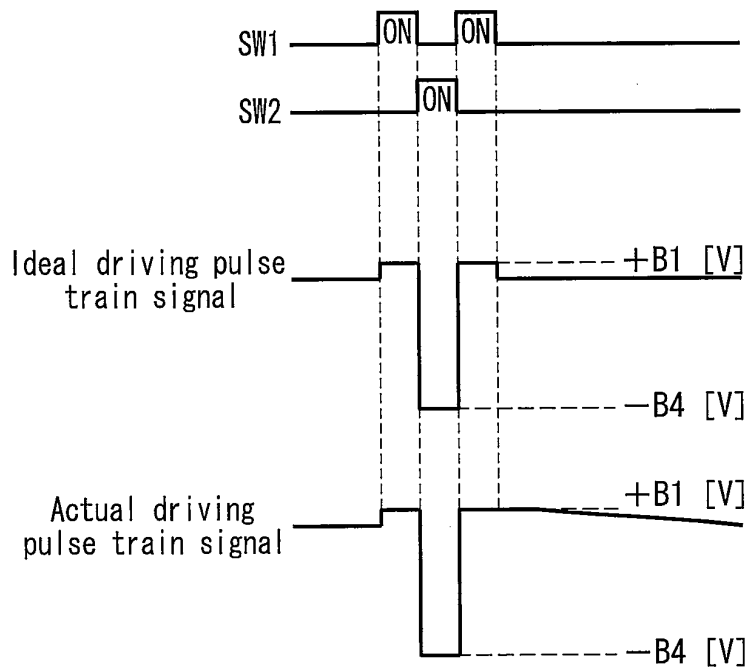 SW1 ON ON
SW2 ON
Ideal driving pulse
train signal
+B1 [V]
−B4 [V]
Actual driving
pulse train signal
+B1 [V]
−B4 [V]